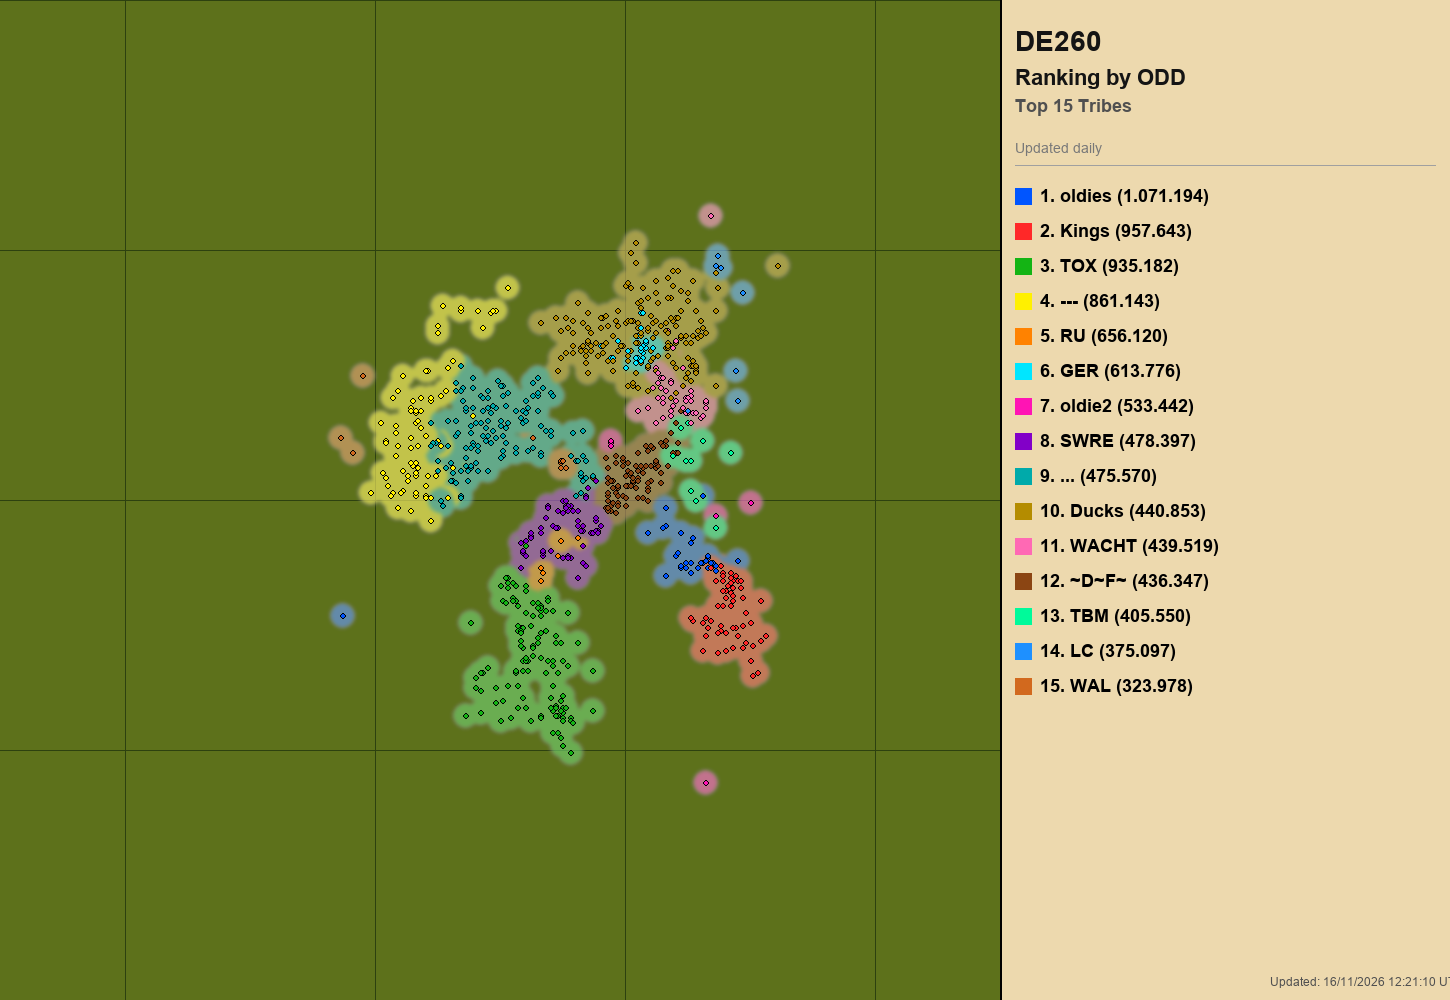 DE260
Ranking by ODD
Top 15 Tribes
Updated daily
1. oldies (1.071.194)
2. Kings (957.643)
3. TOX (935.182)
4. --- (861.143)
5. RU (656.120)
6. GER (613.776)
7. oldie2 (533.442)
8. SWRE (478.397)
9. ... (475.570)
10. Ducks (440.853)
11. WACHT (439.519)
12. ~D~F~ (436.347)
13. TBM (405.550)
14. LC (375.097)
15. WAL (323.978)
Updated: 16/11/2026 12:21:10 U